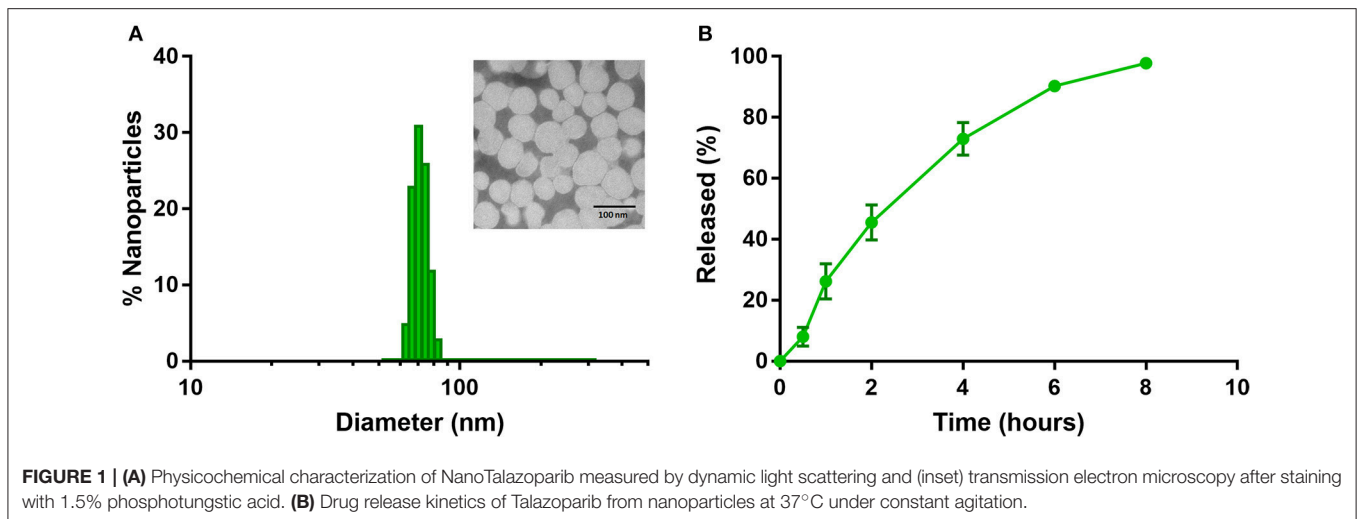 A
% Nanoparticles
40
30
20
10
0
10
100
Diameter (nm)
100 nm
B
Released (%)
100
80
60
40
20
0
0
2
4
6
8
10
Time (hours)
FIGURE 1 | (A) Physicochemical characterization of NanoTalazoparib measured by dynamic light scattering and (inset) transmission electron microscopy after staining
with 1.5% phosphotungstic acid. (B) Drug release kinetics of Talazoparib from nanoparticles at 37°C under constant agitation.